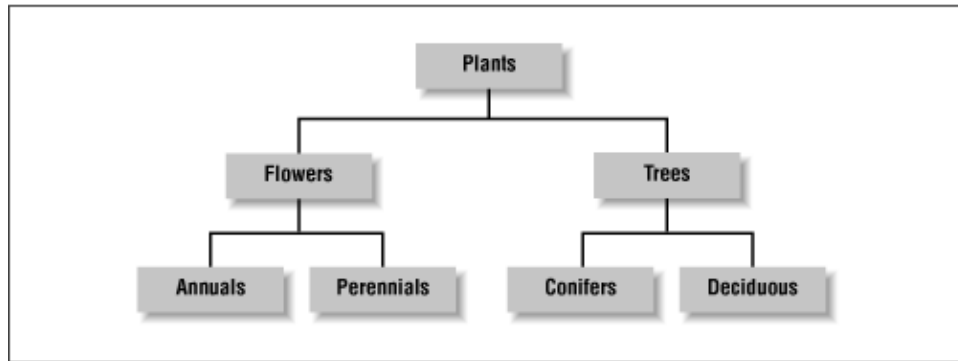 Plants
Flowers
Trees
Annuals
Perennials
Conifers
Deciduous